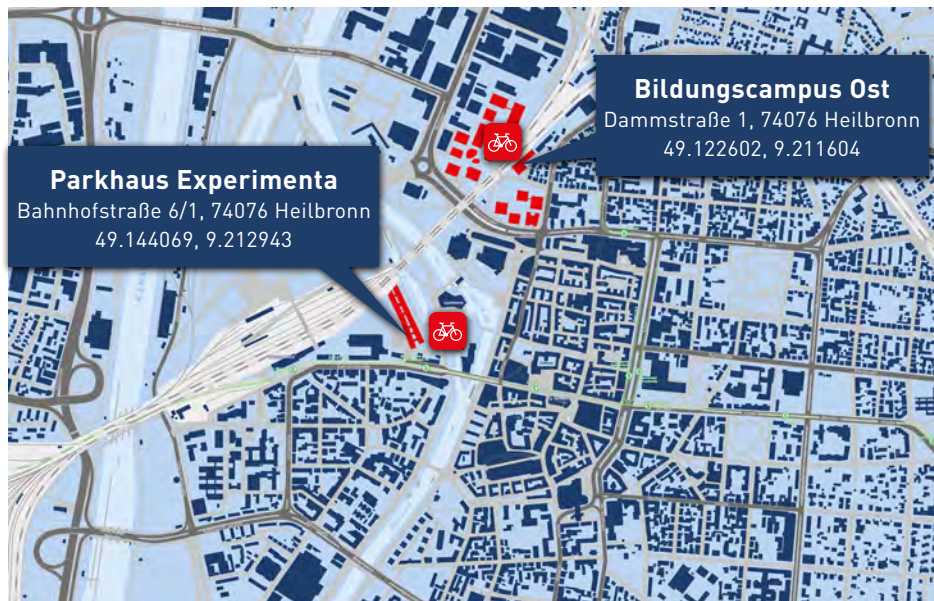 Bildungscampus Ost
Dammstraße 1, 74076 Heilbronn
49.122602, 9.211604
Parkhaus Experimenta
Bahnhofstraße 6/1, 74076 Heilbronn
49.144069, 9.212943